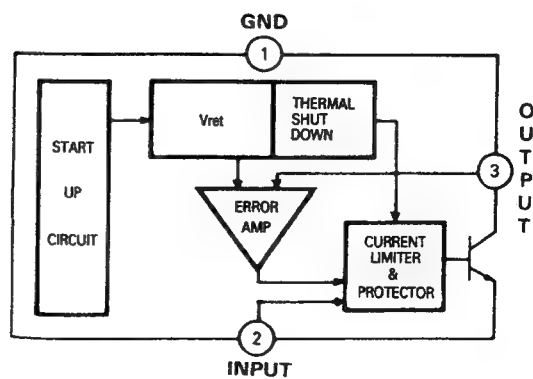 GND
1
START
UP
CIRCUIT
Vret
THERMAL
SHUT
DOWN
OUTPUT
3
ERROR
AMP
CURRENT
LIMITER
&
PROTECTOR
2
INPUT